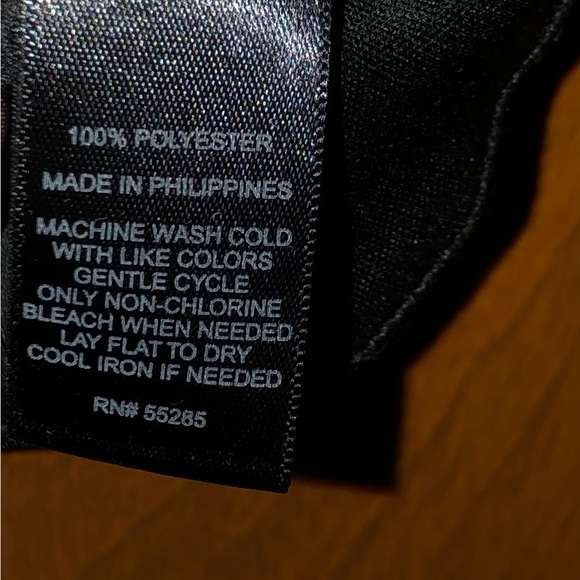 100% POLYESTER
MADE IN PHILIPPINES
MACHINE WASH COLD
WITH LIKE COLORS
GENTLE CYCLE
ONLY NON-CHLORINE
BLEACH WHEN NEEDED
LAY FLAT TO DRY
COOL IRON IF NEEDED
RN# 55285